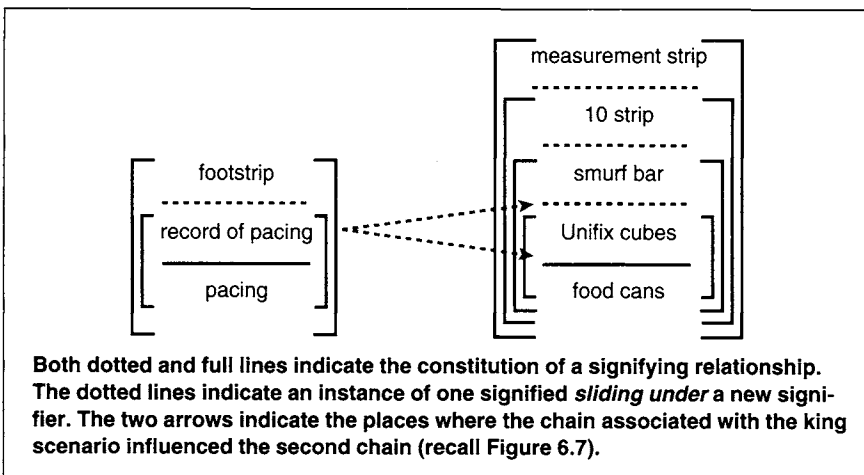 measurement strip
10 strip
footstrip
smurf bar
record of pacing
Unifix cubes
pacing
food cans
Both dotted and full lines indicate the constitution of a signifying relationship.
The dotted lines indicate an instance of one signified sliding under a new signi-
fier. The two arrows indicate the places where the chain associated with the king
scenario influenced the second chain (recall Figure 6.7).